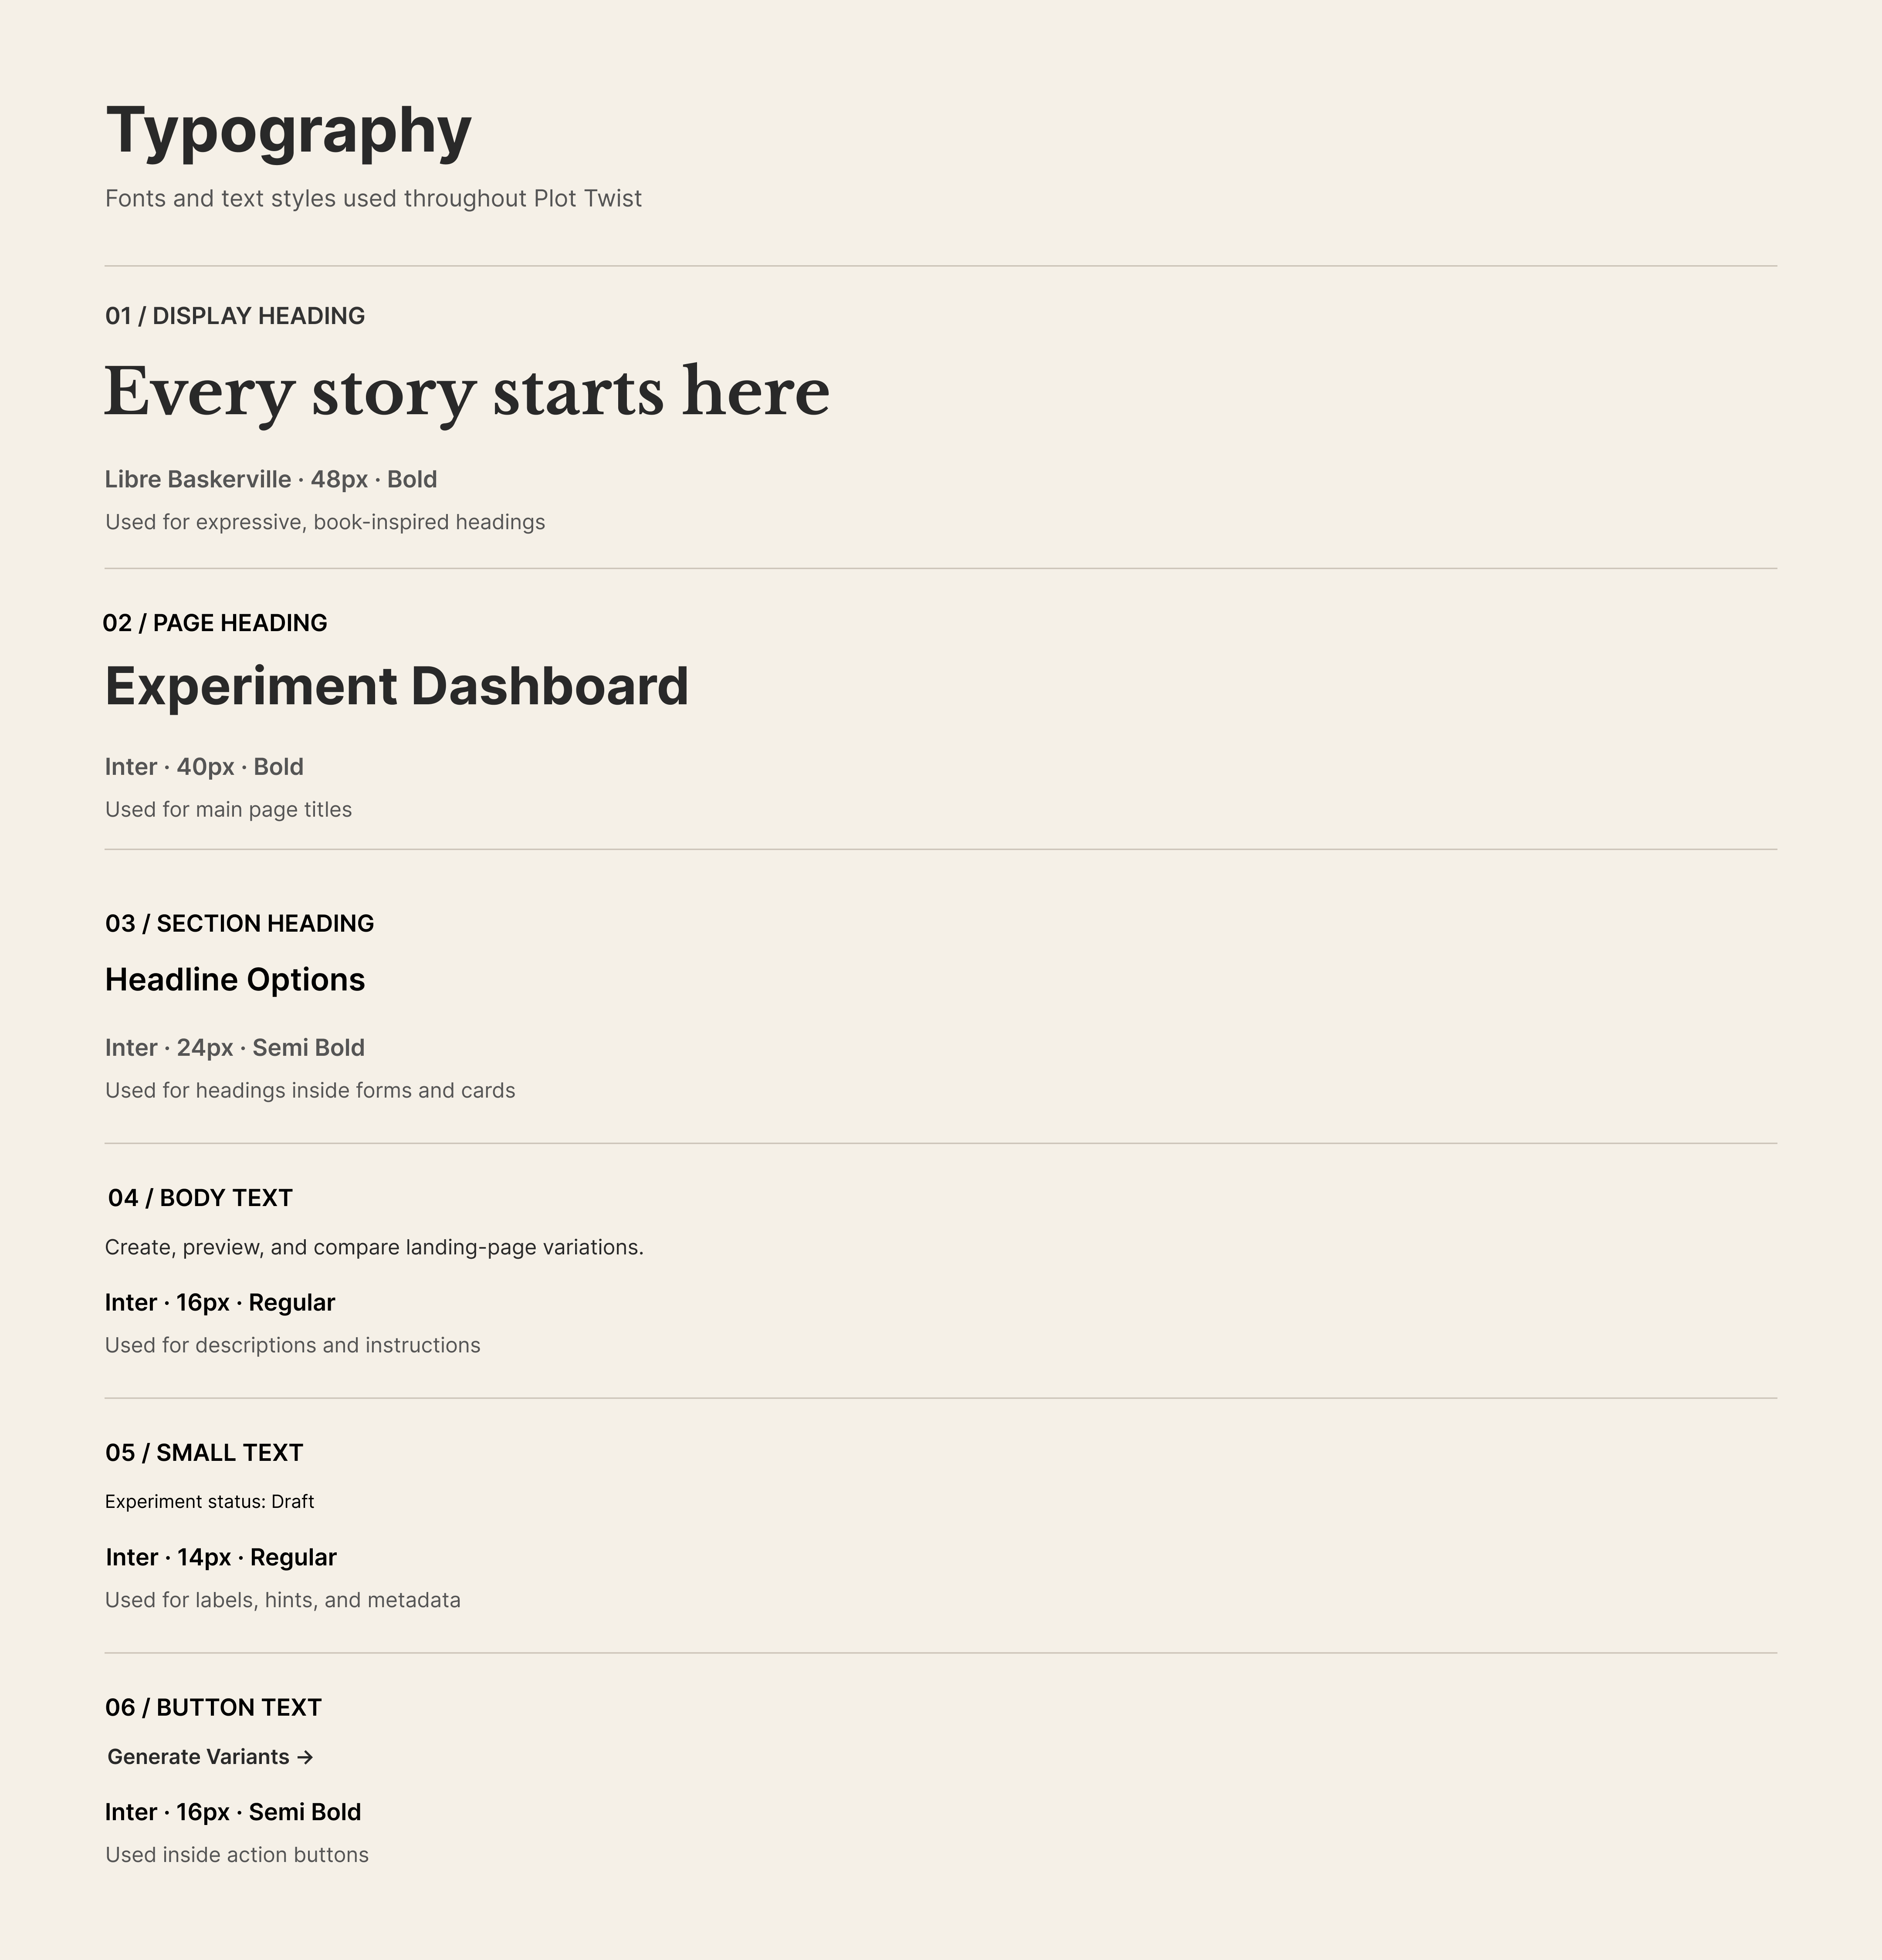 Typography
Fonts and text styles used throughout Plot Twist
01 / DISPLAY HEADING
Every story starts here
Libre Baskerville · 48px · Bold
Used for expressive, book-inspired headings
02 / PAGE HEADING
Experiment Dashboard
Inter · 40px · Bold
Used for main page titles
03 / SECTION HEADING
Headline Options
Inter · 24px · Semi Bold
Used for headings inside forms and cards
04 / BODY TEXT
Create, preview, and compare landing-page variations.
Inter · 16px · Regular
Used for descriptions and instructions
05 / SMALL TEXT
Experiment status: Draft
Inter · 14px · Regular
Used for labels, hints, and metadata
06 / BUTTON TEXT
Generate Variants →
Inter · 16px · Semi Bold
Used inside action buttons